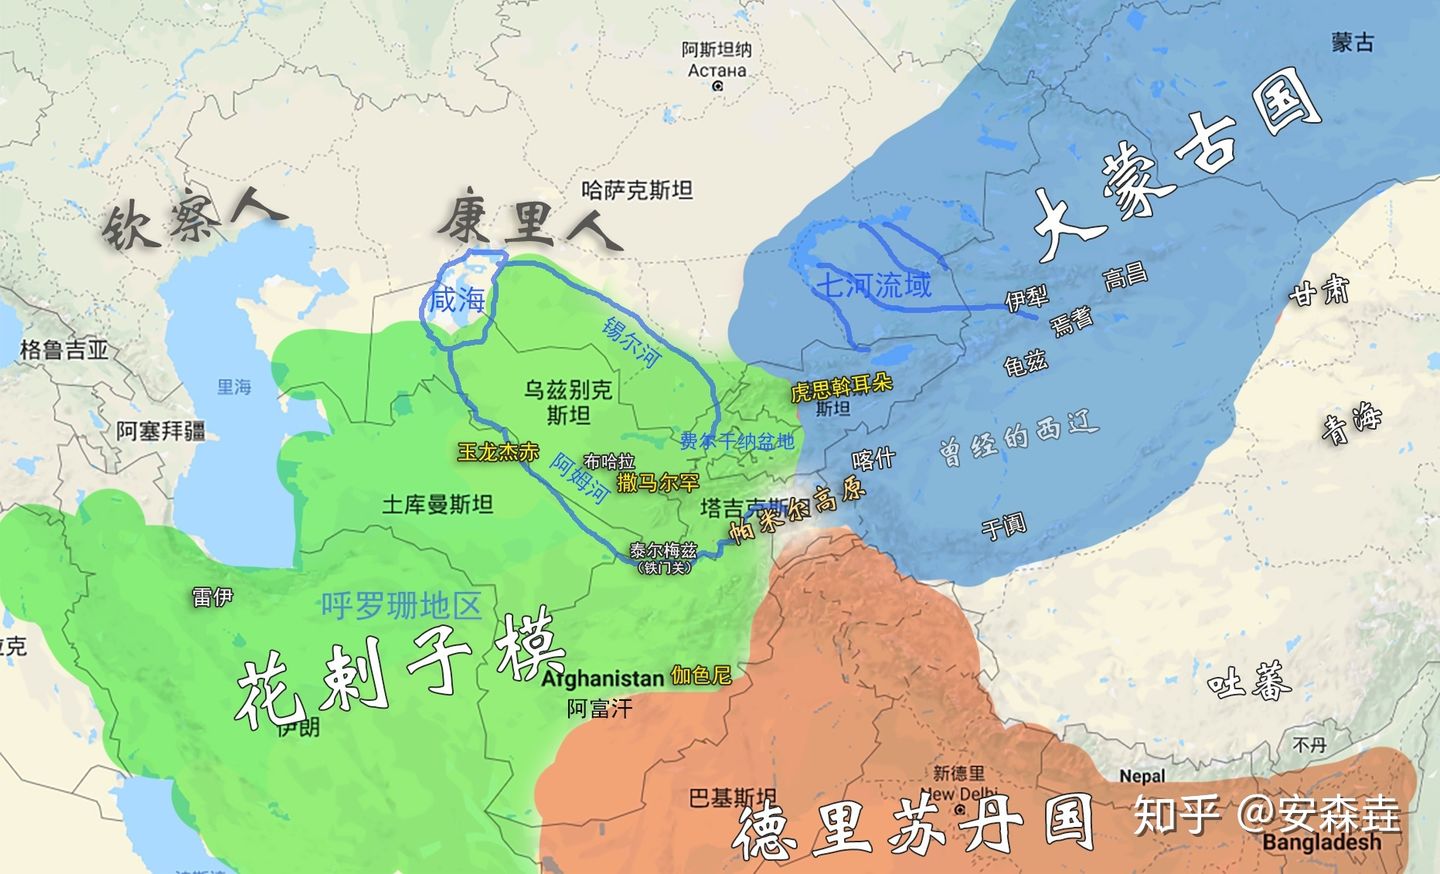 阿斯坦纳
Астана
蒙古
大蒙古国
哈萨克斯坦
钦察人
康里人
咸海
七河流域
伊犁
高昌
焉耆
甘肃
龟兹
锡尔河
格鲁吉亚
里海
乌兹别克
斯坦
虎思斡耳朵
斯坦
阿塞拜疆
青海
费尔干纳盆地
曾经的西辽
玉龙杰赤
布哈拉
撒马尔罕
阿姆河
喀什
土库曼斯坦
塔吉克斯坦
帕米尔高原
于阗
泰尔梅兹
(铁门关)
雷伊
呼罗珊地区
花剌子模
Afghanistan
伽色尼
阿富汗
伊朗
克
吐蕃
不丹
Nepal
新德里
New Delhi
巴基斯坦
德里苏丹国
知乎 @安森垚
Bangladesh